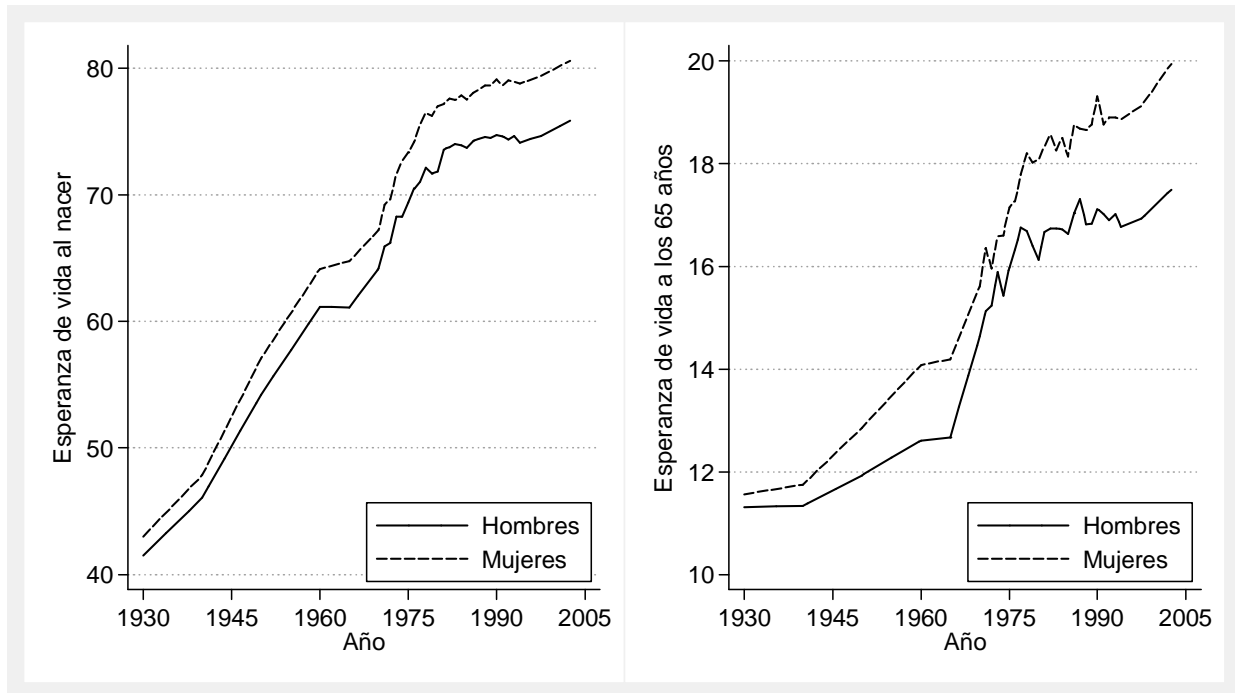 Esperanza de vida al nacer
80
70
60
50
40
1930 1945 1960 1975 1990 2005
Año
Hombres
Mujeres
Esperanza de vida a los 65 años
20
18
16
14
12
10
1930 1945 1960 1975 1990 2005
Año
Hombres
Mujeres